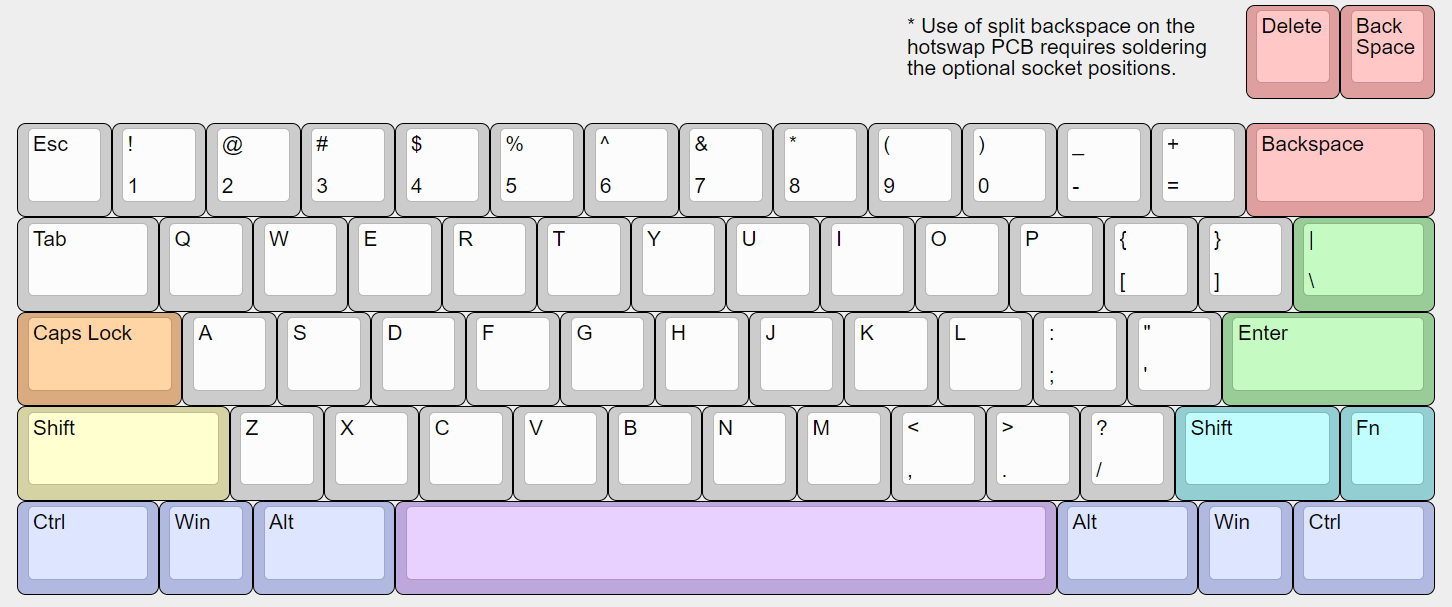 * Use of split backspace on the
hotswap PCB requires soldering
the optional socket positions.
Delete
Back
Space
Esc ! @ # $ % ^ & * ( ) _ + Backspace
1 2 3 4 5 6 7 8 9 0 - =
Tab Q W E R T Y U I O P { } |
[ ] \
Caps Lock A S D F G H J K L : " Enter
; '
Shift Z X C V B N M < > ? Shift Fn
, . /
Ctrl Win Alt Alt Win Ctrl